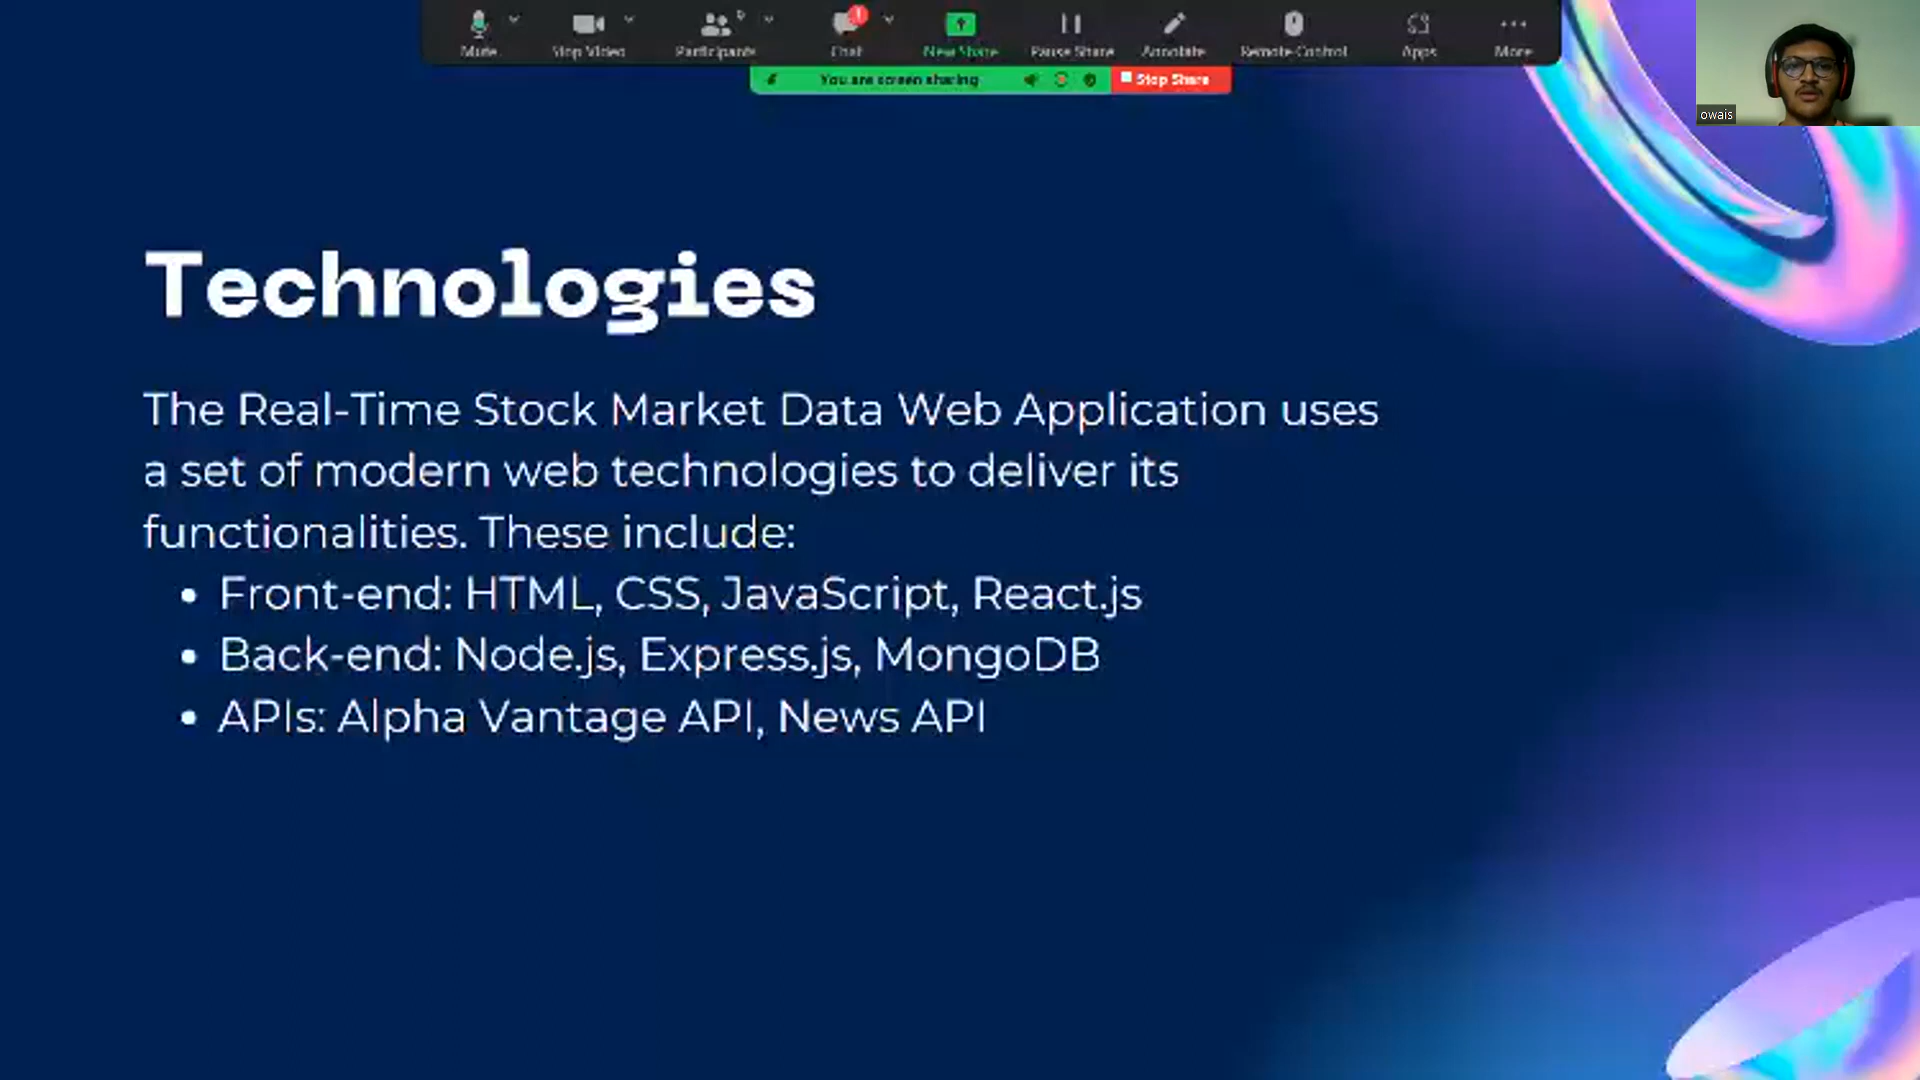 Mute
Stop Video
Participants
Chat
New Share
Pause Share
Annotate
Remote Control
Apps
More
1
You are screen sharing
Stop Share
owais
Technologies
The Real-Time Stock Market Data Web Application uses
a set of modern web technologies to deliver its
functionalities. These include:
• Front-end: HTML, CSS, JavaScript, React.js
• Back-end: Node.js, Express.js, MongoDB
• APIs: Alpha Vantage API, News API